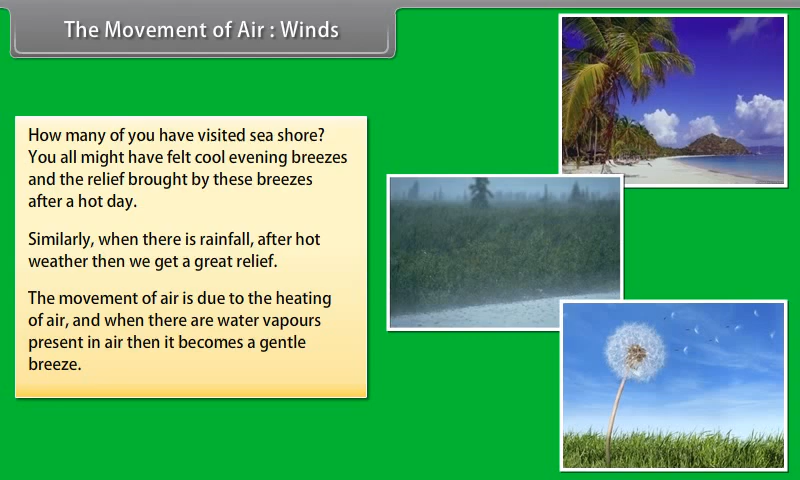 The Movement of Air : Winds
How many of you have visited sea shore?
You all might have felt cool evening breezes
and the relief brought by these breezes
after a hot day.
Similarly, when there is rainfall, after hot
weather then we get a great relief.
The movement of air is due to the heating
of air, and when there are water vapours
present in air then it becomes a gentle
breeze.